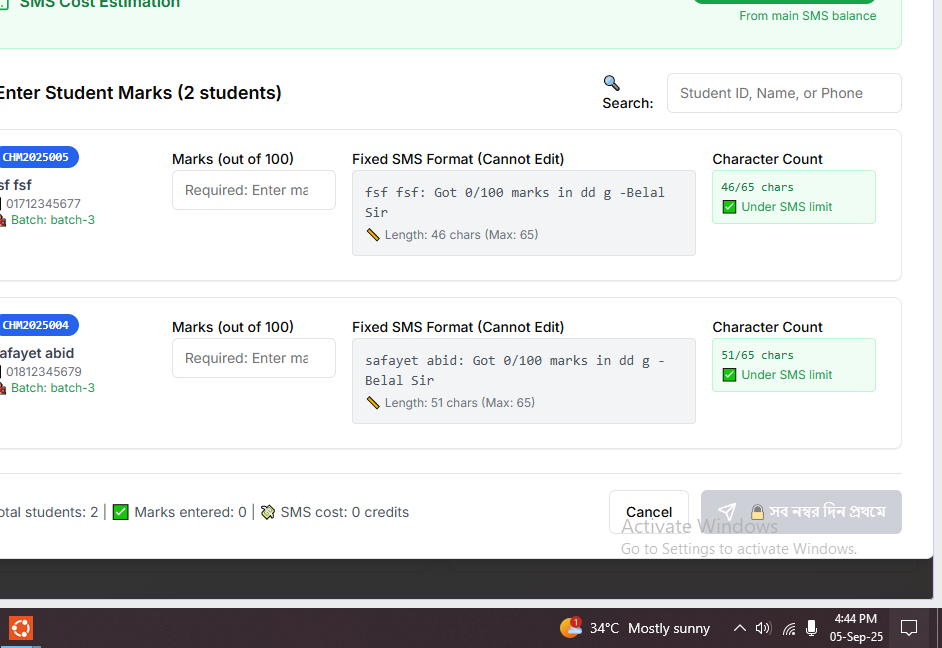 SMS Cost Estimation
From main SMS balance
Enter Student Marks (2 students)
Search:
Student ID, Name, or Phone
CHM2025005
sf fsf
01712345677
Batch: batch-3
Marks (out of 100)
Required: Enter ma
Fixed SMS Format (Cannot Edit)
fsf fsf: Got 0/100 marks in dd g -Belal
Sir
Length: 46 chars (Max: 65)
Character Count
46/65 chars
Under SMS limit
CHM2025004
afayet abid
01812345679
Batch: batch-3
Marks (out of 100)
Required: Enter ma
Fixed SMS Format (Cannot Edit)
safayet abid: Got 0/100 marks in dd g -
Belal Sir
Length: 51 chars (Max: 65)
Character Count
51/65 chars
Under SMS limit
otal students: 2 | ✅ Marks entered: 0 | 💸 SMS cost: 0 credits
Cancel
🔒 সব নম্বর দিন প্রথমে
Activate Windows
Go to Settings to activate Windows.
1
34°C Mostly sunny
4:44 PM
05-Sep-25